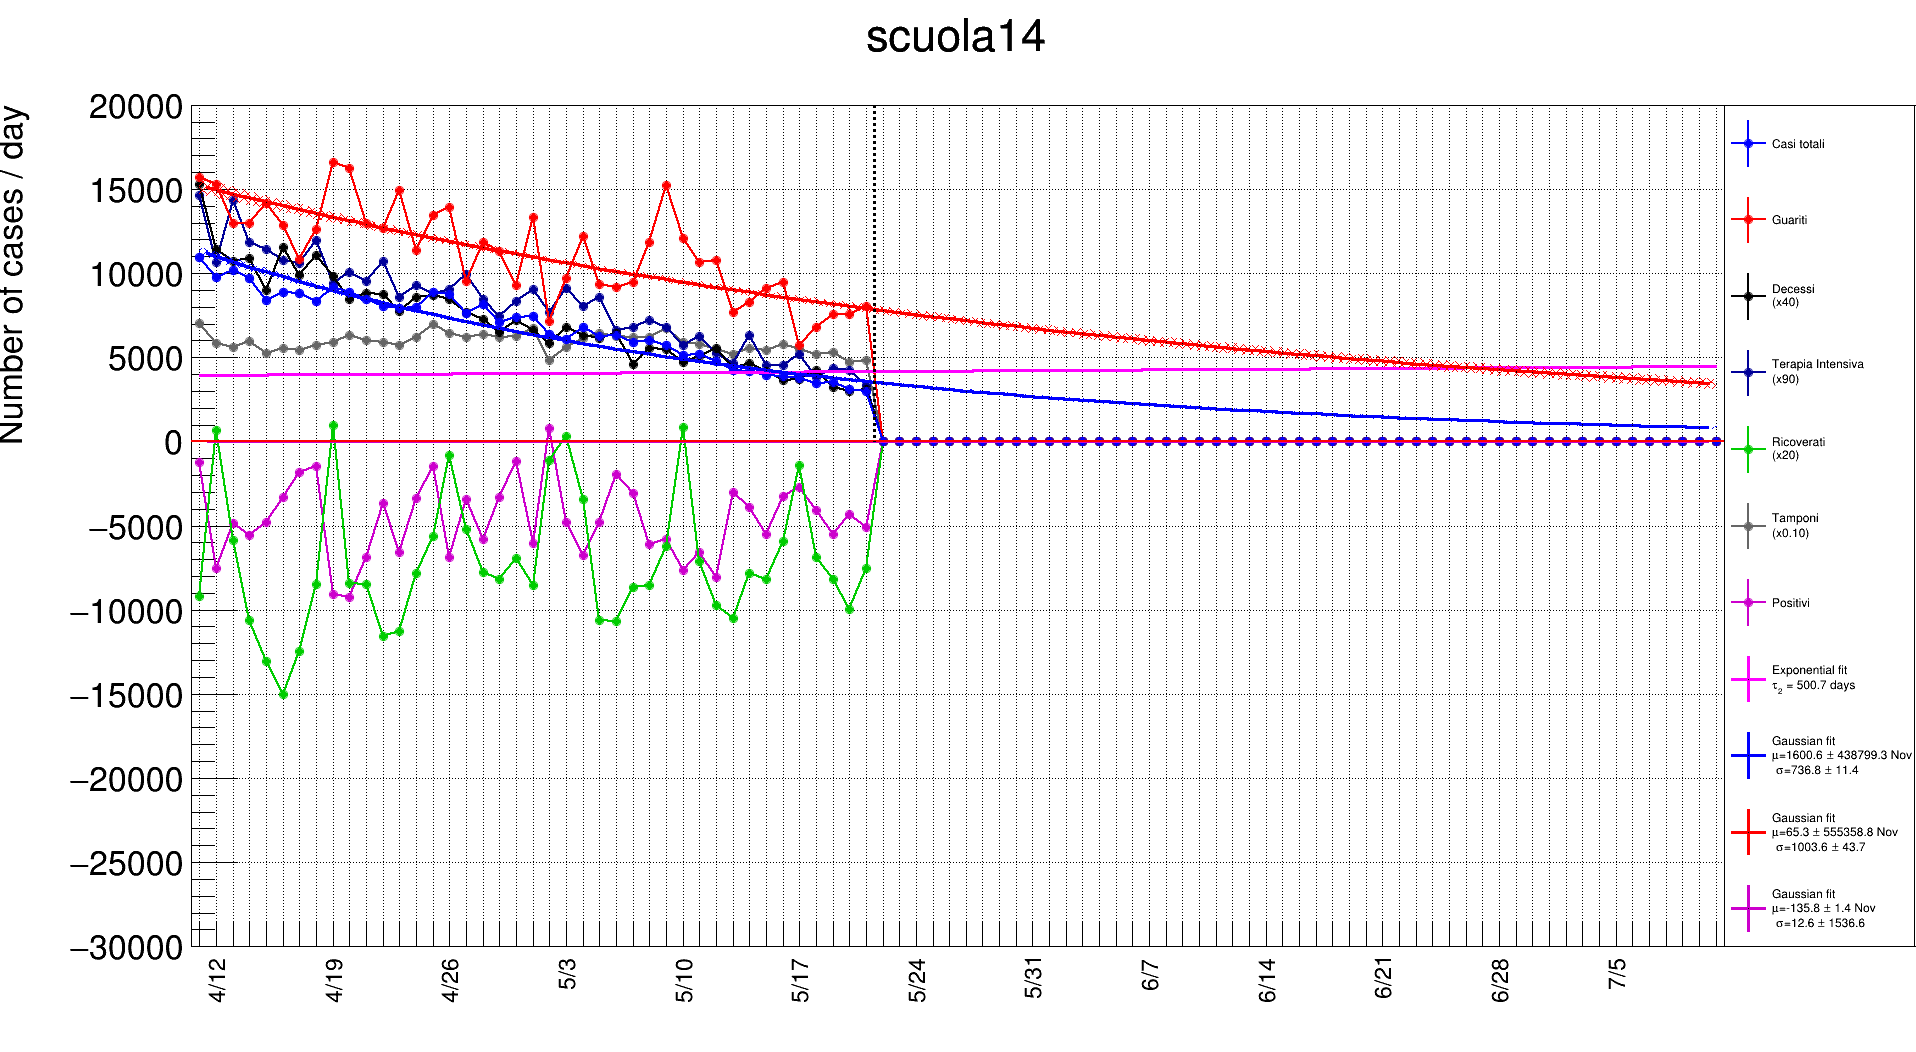 scuola14
Number of cases / day
20000
15000
10000
5000
0
−5000
−10000
−15000
−20000
−25000
−30000
4/12
4/19
4/26
5/3
5/10
5/17
5/24
5/31
6/7
6/14
6/21
6/28
7/5
Casi totali
Guariti
Decessi
(x40)
Terapia Intensiva
(x90)
Ricoverati
(x20)
Tamponi
(x0.10)
Positivi
Exponential fit
τ2 = 500.7 days
Gaussian fit
μ=1600.6 ± 438799.3 Nov
σ=736.8 ± 11.4
Gaussian fit
μ=65.3 ± 555358.8 Nov
σ=1003.6 ± 43.7
Gaussian fit
μ=-135.8 ± 1.4 Nov
σ=12.6 ± 1536.6